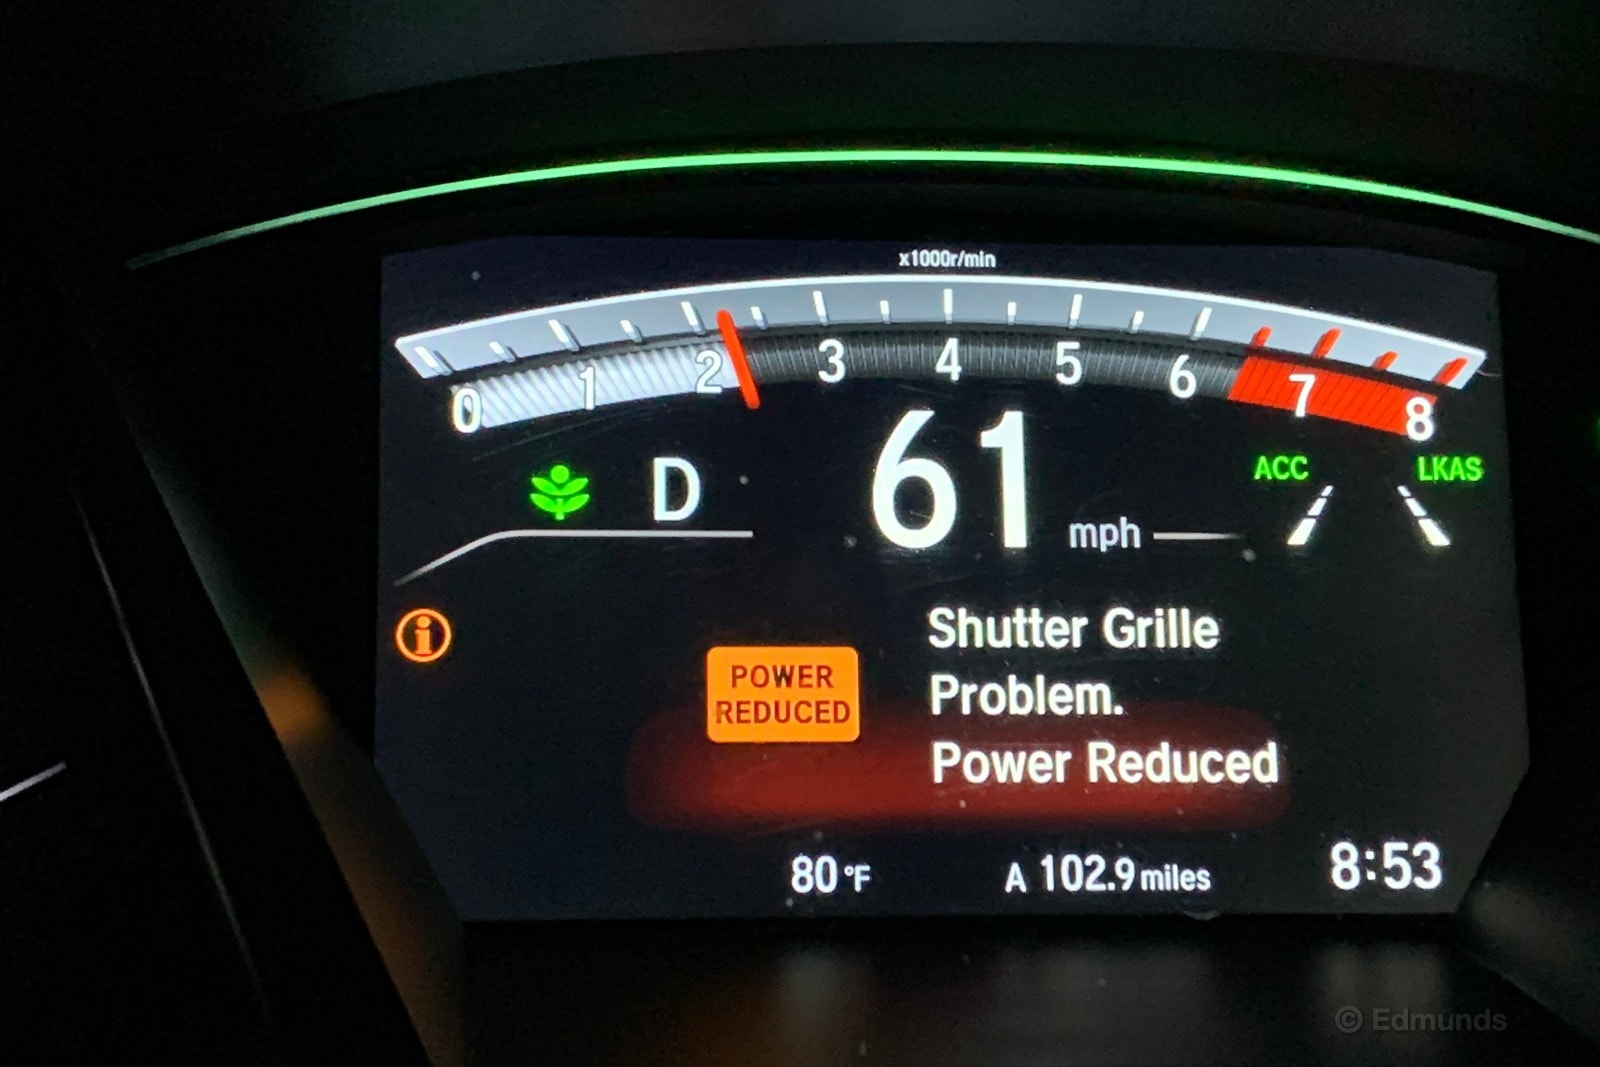 x1000r/min
0 1 2 3 4 5 6 7 8
D 61 mph
ACC LKAS
Shutter Grille
Problem.
Power Reduced
POWER
REDUCED
80°F A 102.9 miles 8:53
© Edmunds